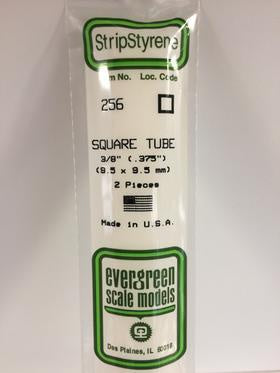 StripStyrene
Item No. Loc. Code
256
SQUARE TUBE
3/8" (.375")
(9.5 x 9.5 mm)
2 Pieces
Made in U.S.A.
evergreen
scale models
Des Plaines, IL 60018